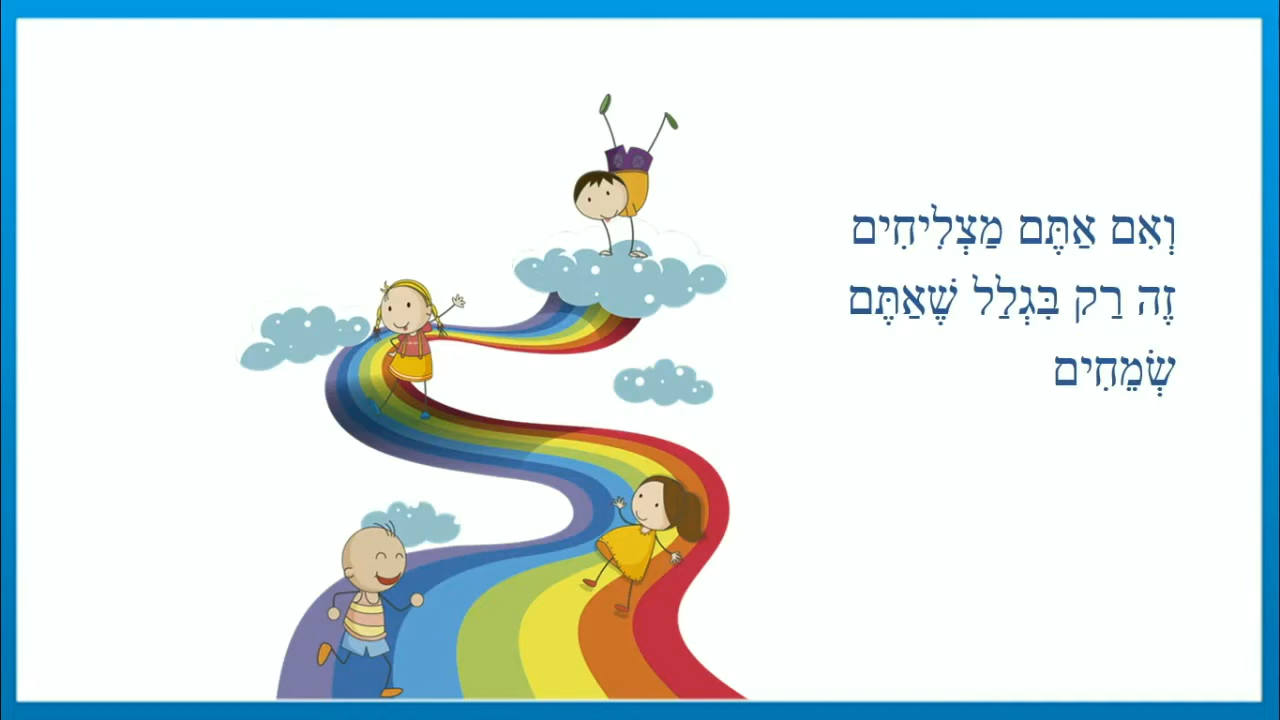 וְאִם אַתֶּם מַצְלִיחִים
זֶה רַק בִּגְלַל שֶׁאַתֶּם
שְׂמֵחִים